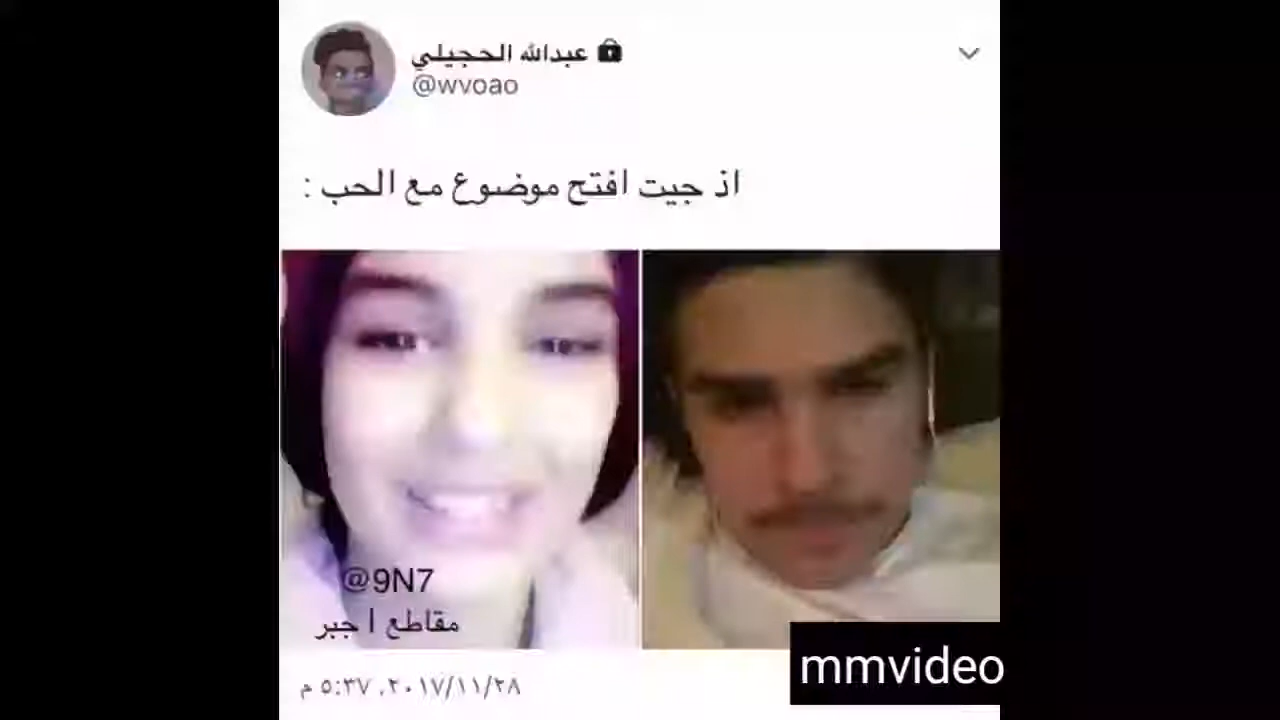 عبدالله الحجيلي
@wvoao
اذ جيت افتح موضوع مع الحب :
@9N7
مقاطع | جبر
٢٠١٧/١١/٢٨، ٥:٣٧ م
mmvideo